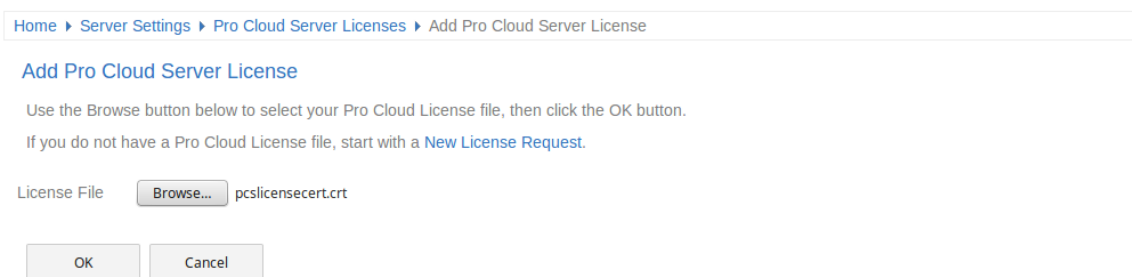 Home Server Settings Pro Cloud Server Licenses Add Pro Cloud Server License
Add Pro Cloud Server License
Use the Browse button below to select your Pro Cloud License file, then click the OK button.
If you do not have a Pro Cloud License file, start with a New License Request.
License File Browse... pcslicensecert.crt
OK Cancel